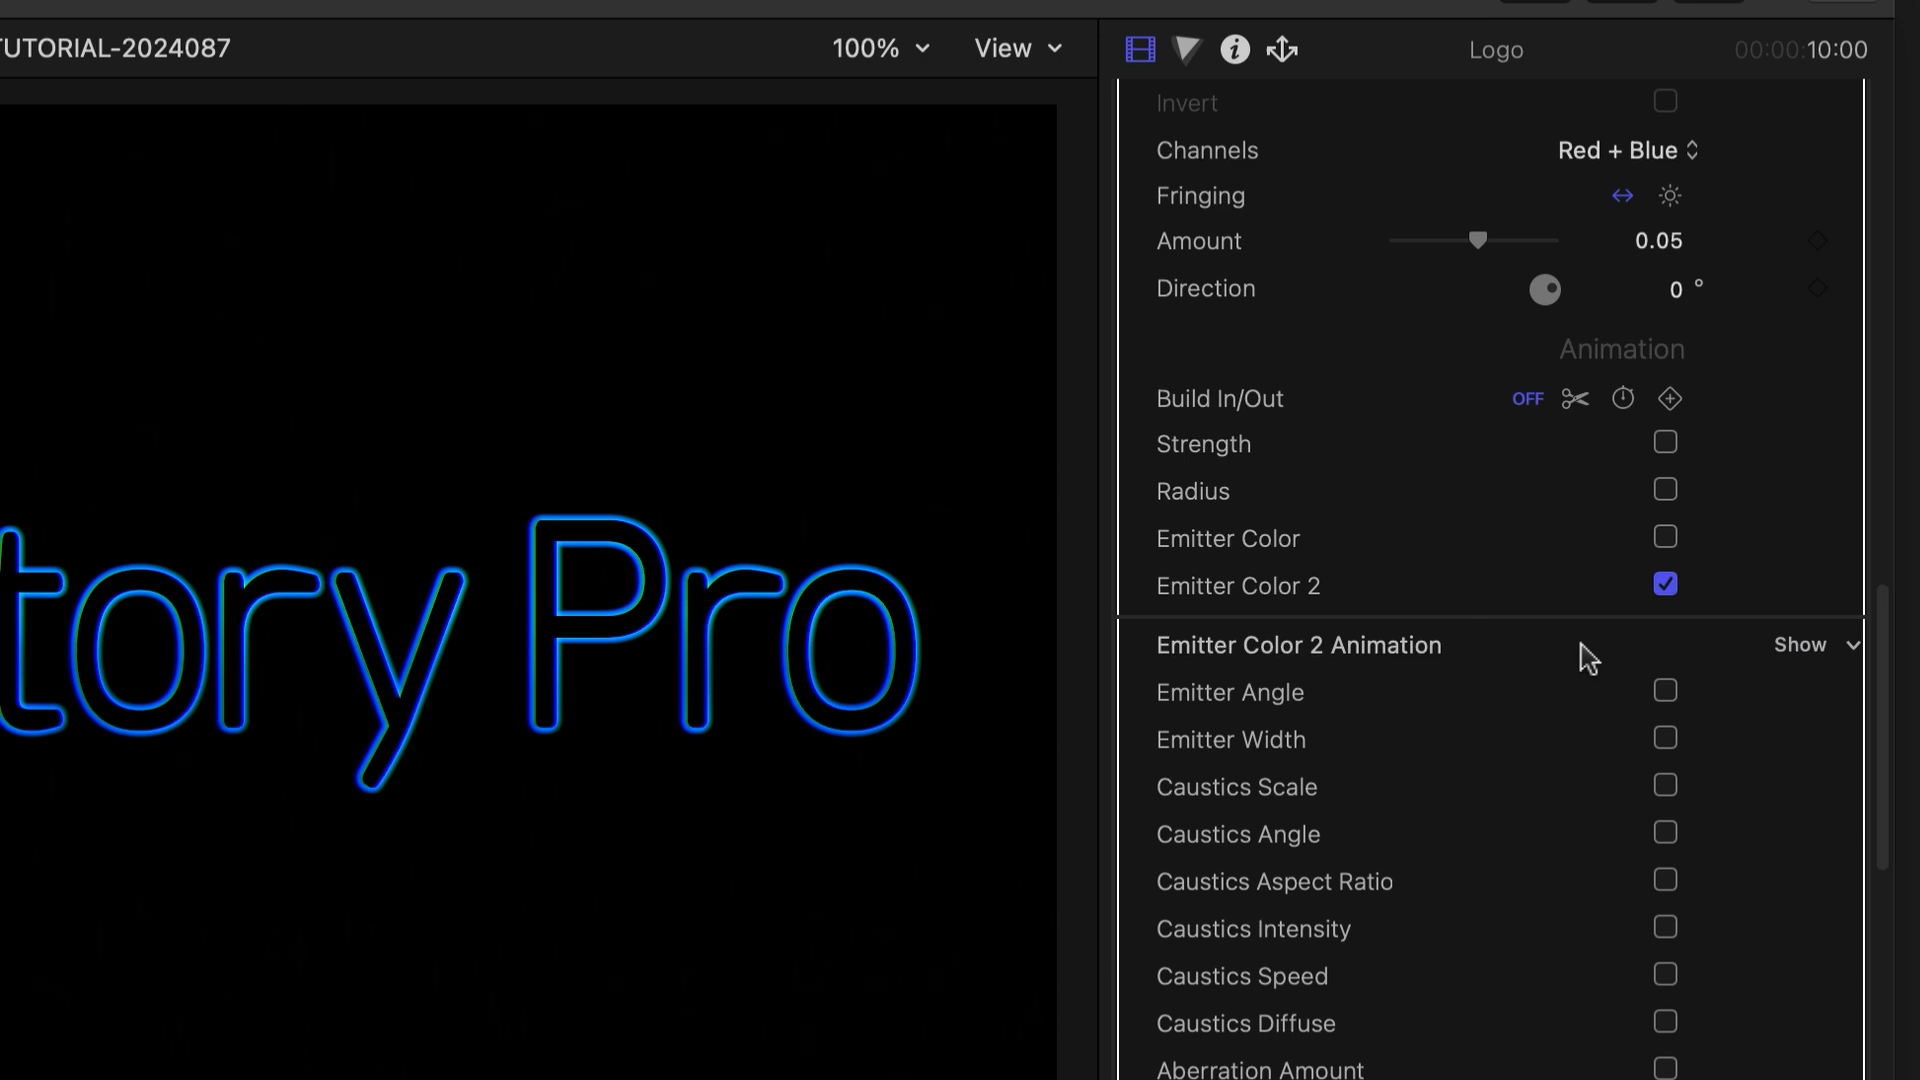 TUTORIAL-2024087
100%
View
Logo
00:00:10:00
Invert
Channels
Red + Blue
Fringing
Amount
0.05
Direction
0 °
Animation
Build In/Out
OFF
Strength
Radius
Emitter Color
Emitter Color 2
Emitter Color 2 Animation
Show
Emitter Angle
Emitter Width
Caustics Scale
Caustics Angle
Caustics Aspect Ratio
Caustics Intensity
Caustics Speed
Caustics Diffuse
Aberration Amount
tory Pro